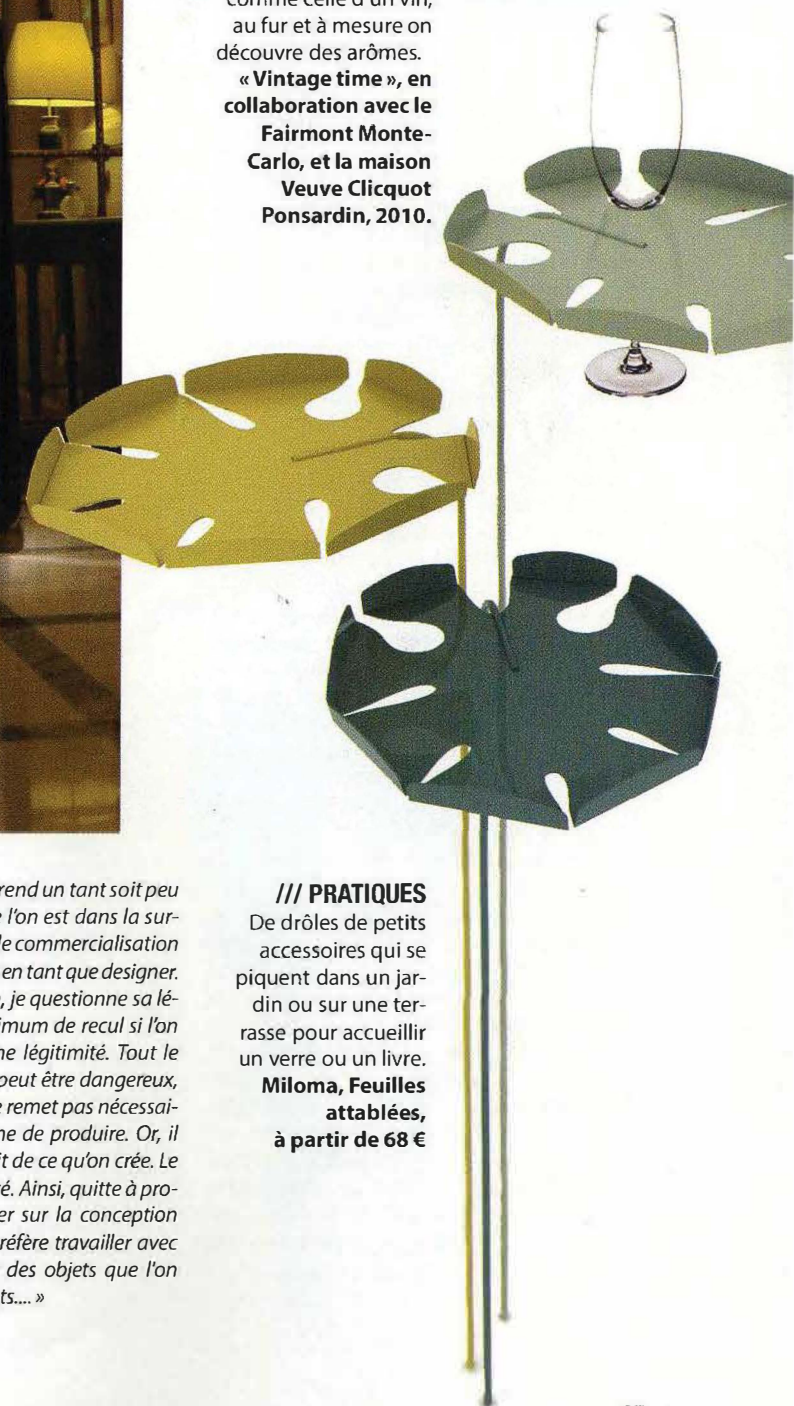 comme celle d'un vin,
au fur et à mesure on
découvre des arômes.
« Vintage time », en
collaboration avec le
Fairmont Monte-
Carlo, et la maison
Veuve Clicquot
Ponsardin, 2010.
rend un tant soit peu
e l'on est dans la sur-
le commercialisation
en tant que designer.
, je questionne sa lé-
imum de recul si l'on
ne légitimité. Tout le
peut être dangereux,
e remet pas nécessai-
ne de produire. Or, il
it de ce qu'on crée. Le
é. Ainsi, quitte à pro-
er sur la conception
réfère travailler avec
des objets que l'on
ts.... »
/// PRATIQUES
De drôles de petits
accessoires qui se
piquent dans un jar-
din ou sur une ter-
rasse pour accueillir
un verre ou un livre.
Miloma, Feuilles
attablées,
à partir de 68 €